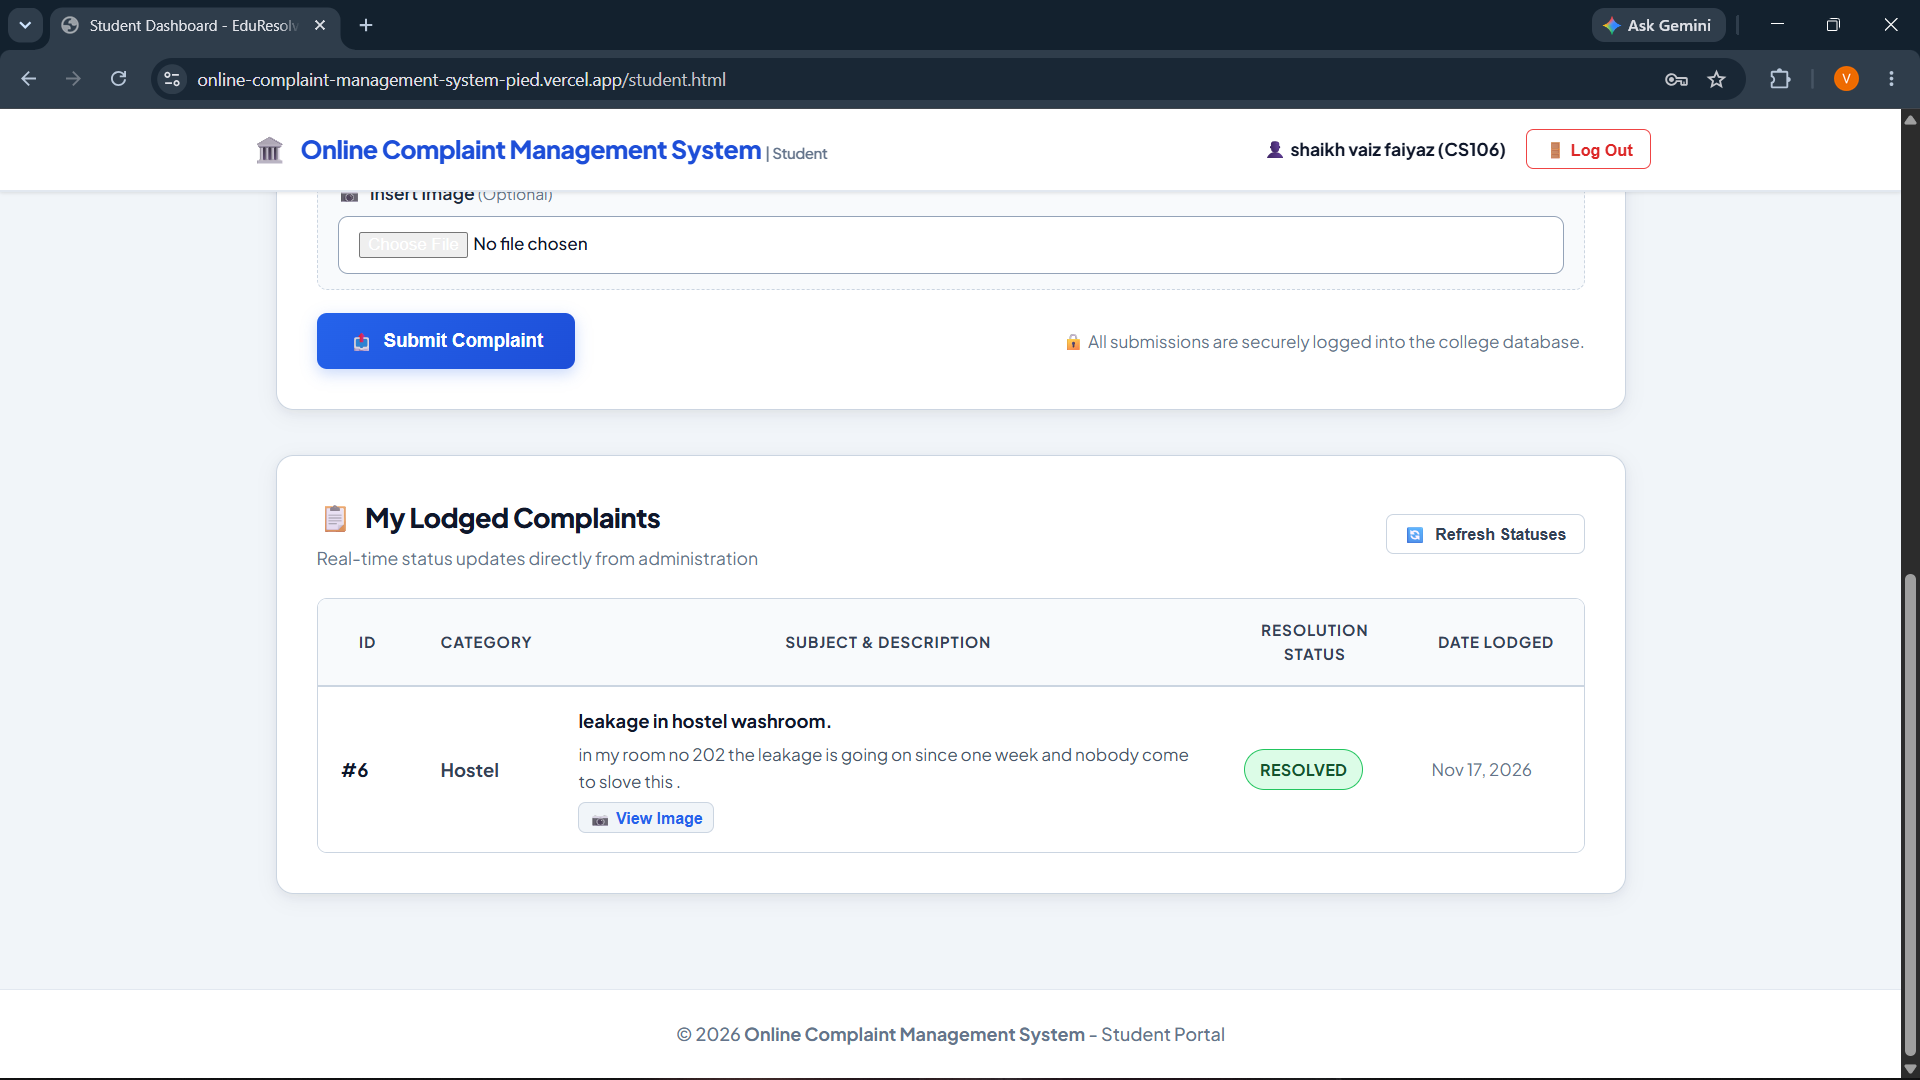 Student Dashboard - EduResolv
Ask Gemini
online-complaint-management-system-pied.vercel.app/student.html
V
Online Complaint Management System | Student
shaikh vaiz faiyaz (CS106)
Log Out
Insert Image (Optional)
Choose File No file chosen
Submit Complaint
All submissions are securely logged into the college database.
My Lodged Complaints
Real-time status updates directly from administration
Refresh Statuses
ID CATEGORY SUBJECT & DESCRIPTION RESOLUTION STATUS DATE LODGED
leakage in hostel washroom.
in my room no 202 the leakage is going on since one week and nobody come
to slove this .
#6 Hostel RESOLVED Nov 17, 2026
View Image
© 2026 Online Complaint Management System - Student Portal